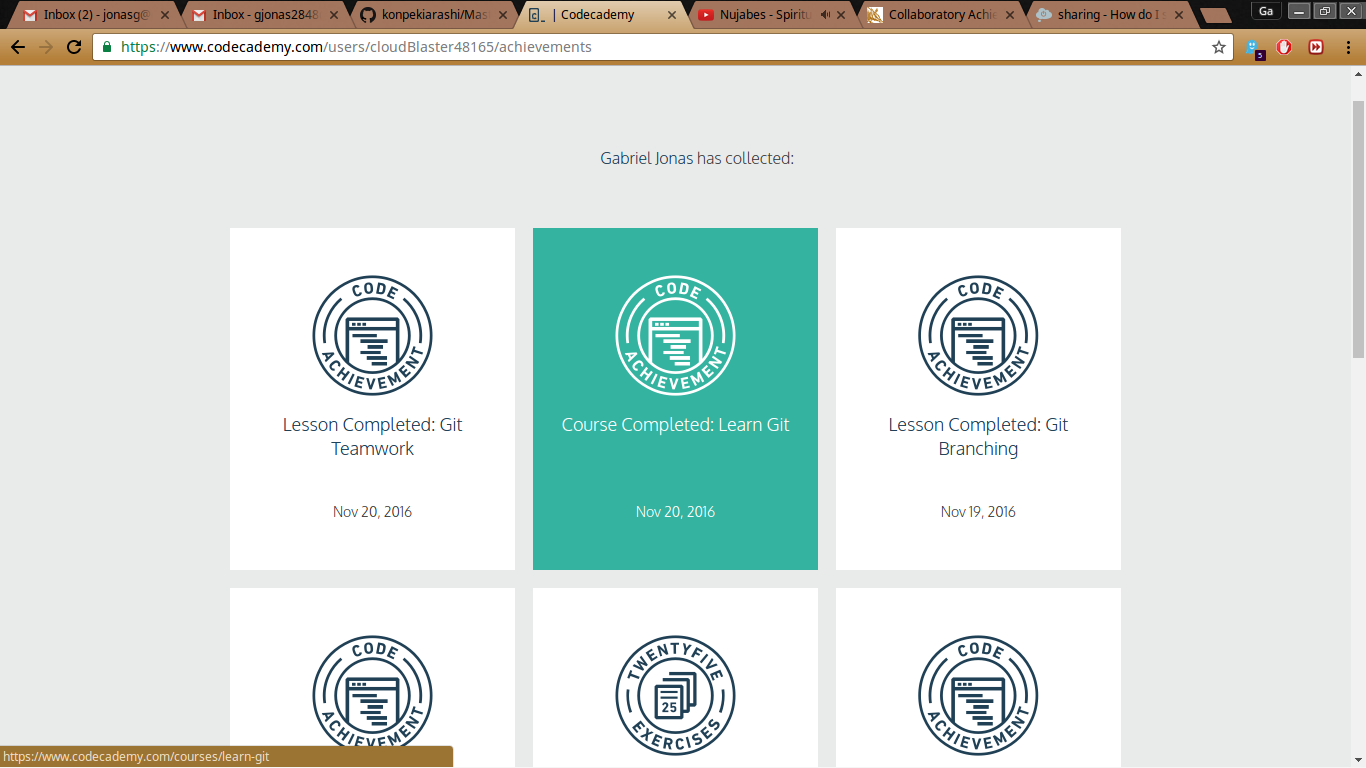 Inbox (2) - jonasg@
Inbox - gjonas2848
konpekiarashi/Mas
| Codecademy
Nujabes - Spiritu
Collaboratory Achie
sharing - How do I s
Ga
https://www.codecademy.com/users/cloudBlaster48165/achievements
5
Gabriel Jonas has collected:
CODE
ACHIEVEMENT
Lesson Completed: Git
Teamwork
Nov 20, 2016
CODE
ACHIEVEMENT
Course Completed: Learn Git
Nov 20, 2016
CODE
ACHIEVEMENT
Lesson Completed: Git
Branching
Nov 19, 2016
CODE
ACHIEVEMENT
TWENTYFIVE
25
EXERCISES
CODE
ACHIEVEMENT
https://www.codecademy.com/courses/learn-git